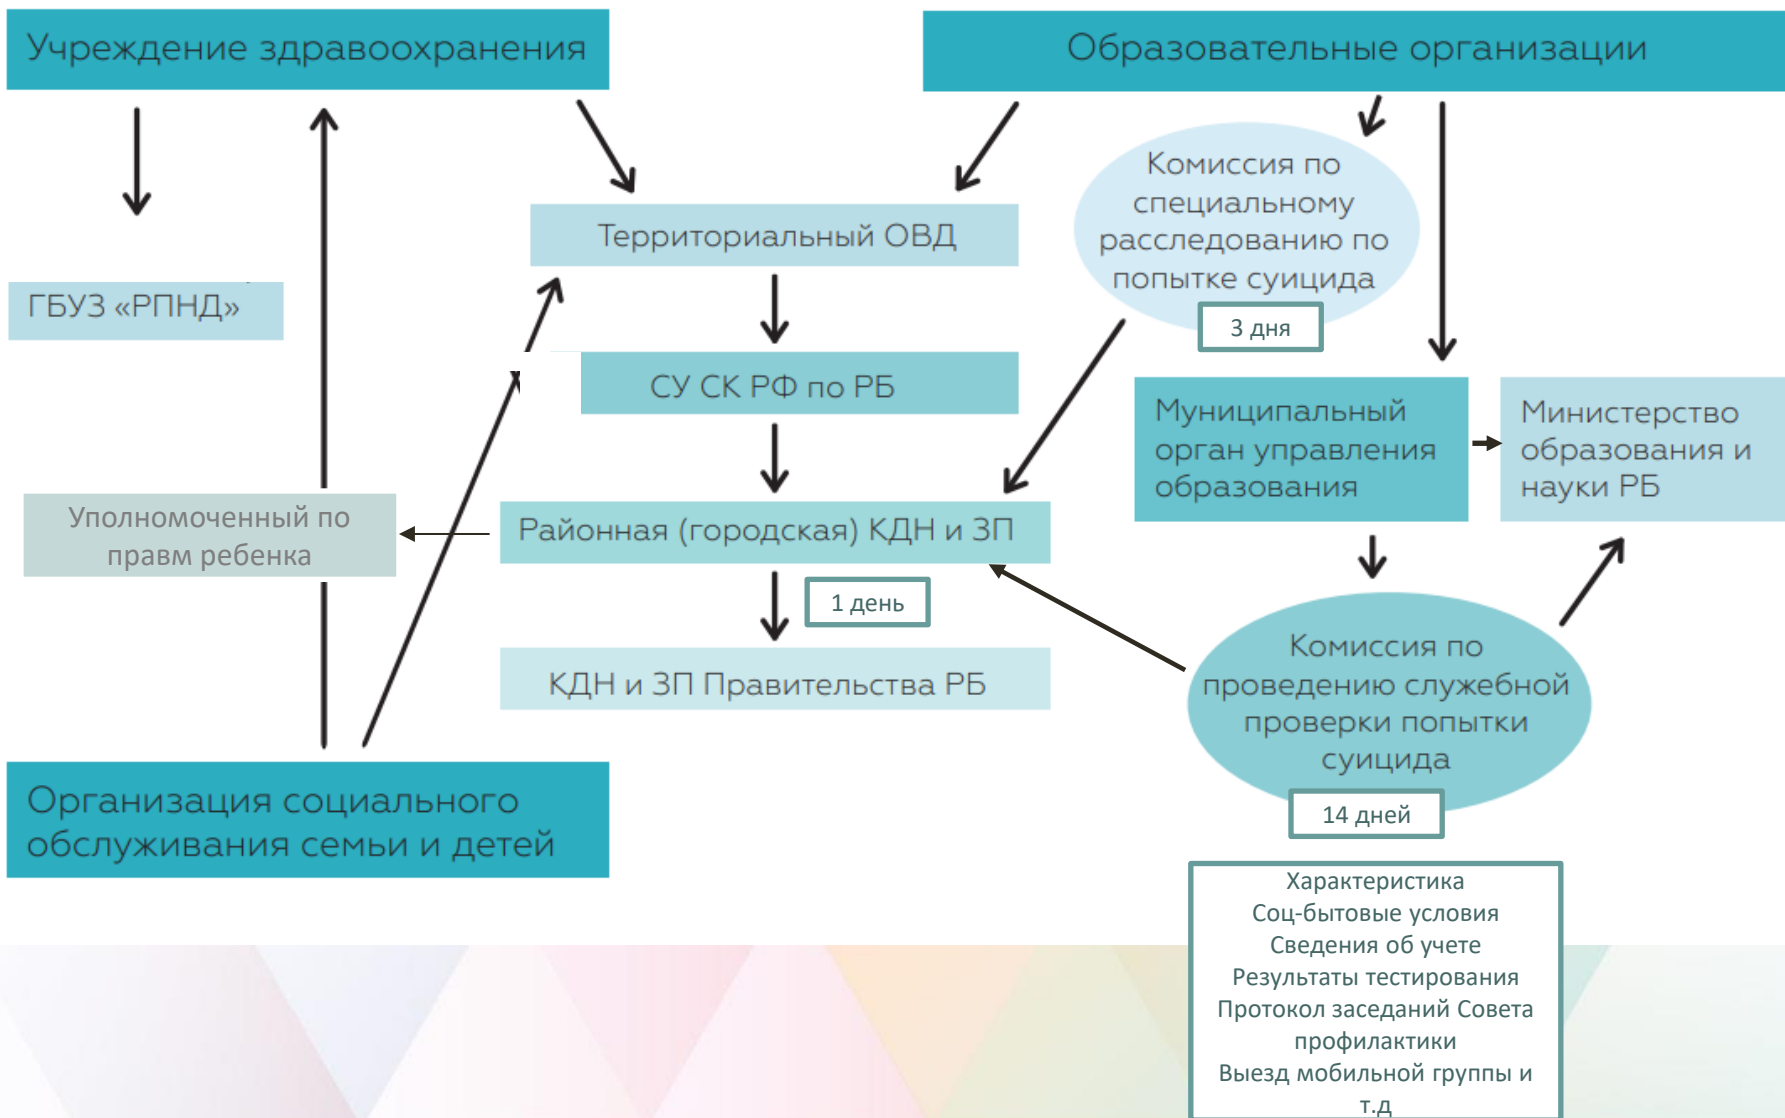 Учреждение здравоохранения
Образовательные организации
Комиссия по
специальному
расследованию по
попытке суицида
3 дня
Территориальный ОВД
ГБУЗ «РПНД»
СУ СК РФ по РБ
Муниципальный
орган управления
образования
Министерство
образования и
науки РБ
Уполномоченный по
правм ребенка
Районная (городская) КДН и ЗП
1 день
КДН и ЗП Правительства РБ
Комиссия по
проведению служебной
проверки попытки
суицида
14 дней
Организация социального
обслуживания семьи и детей
Характеристика
Соц-бытовые условия
Сведения об учете
Результаты тестирования
Протокол заседаний Совета
профилактики
Выезд мобильной группы и
т.д